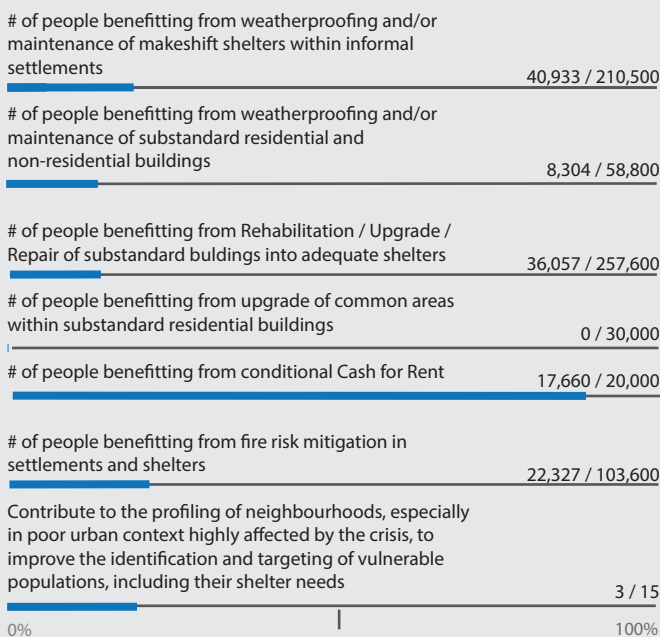 # of people benefitting from weatherproofing and/or
maintenance of makeshift shelters within informal
settlements
40,933 / 210,500
# of people benefitting from weatherproofing and/or
maintenance of substandard residential and
non-residential buildings
8,304 / 58,800
# of people benefitting from Rehabilitation / Upgrade /
Repair of substandard buldings into adequate shelters
36,057 / 257,600
# of people benefitting from upgrade of common areas
within substandard residential buildings
0 / 30,000
# of people benefitting from conditional Cash for Rent
17,660 / 20,000
# of people benefitting from fire risk mitigation in
settlements and shelters
22,327 / 103,600
Contribute to the profiling of neighbourhoods, especially
in poor urban context highly affected by the crisis, to
improve the identification and targeting of vulnerable
populations, including their shelter needs
3 / 15
0%
100%